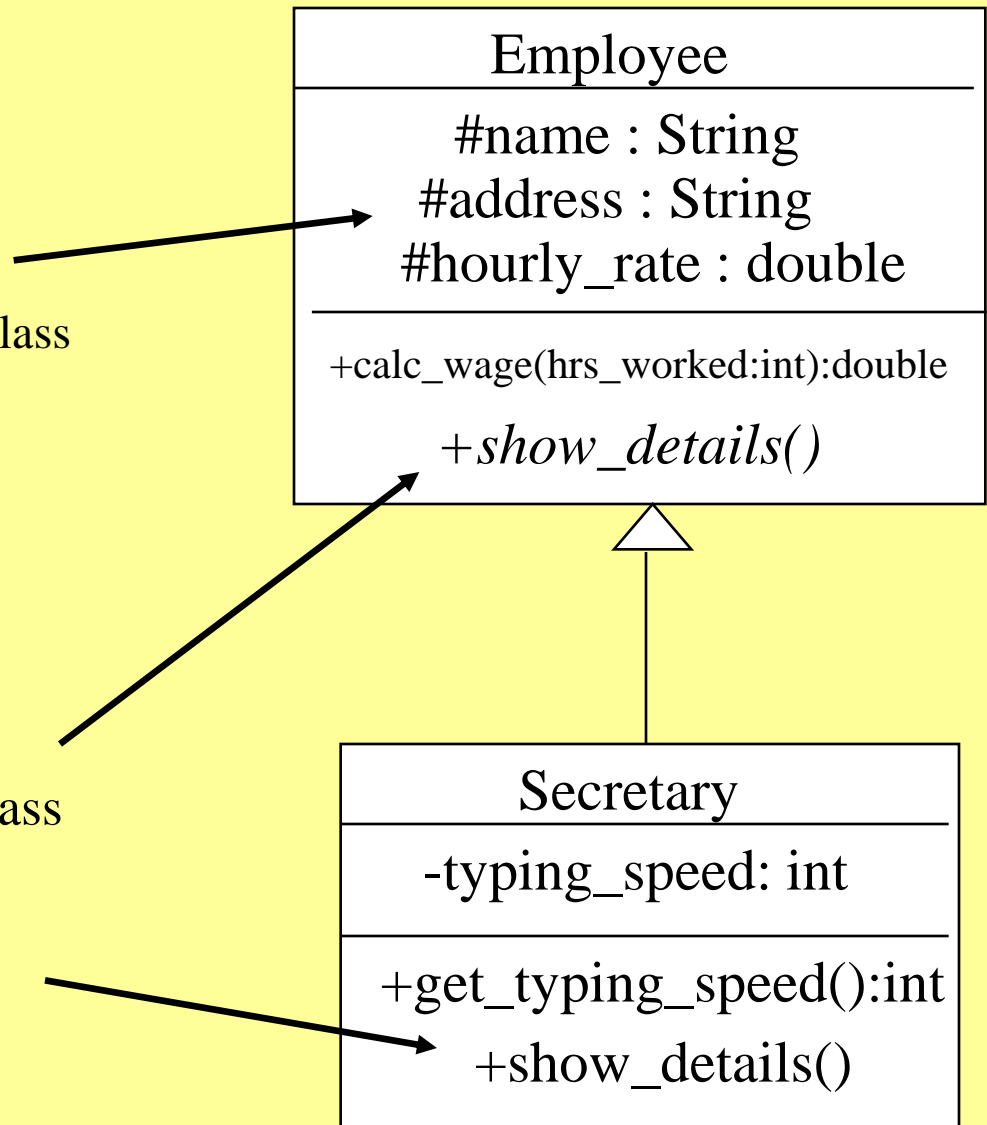 Employee
#name : String
#address : String
#hourly_rate : double
lass
+calc_wage(hrs_worked:int):double
+show_details()
Secretary
ass
-typing_speed: int
+get_typing_speed():int
+show_details()